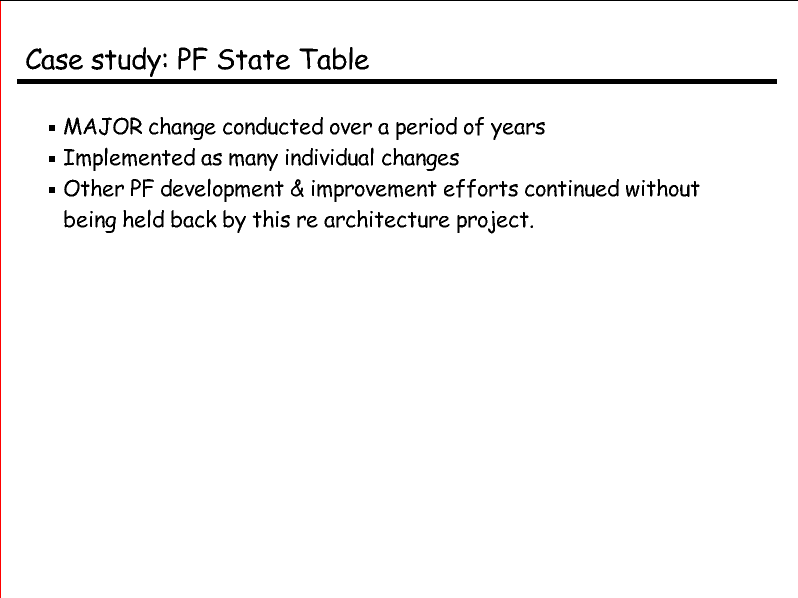 Case study: PF State Table
▪ MAJOR change conducted over a period of years
▪ Implemented as many individual changes
▪ Other PF development & improvement efforts continued without
being held back by this re architecture project.